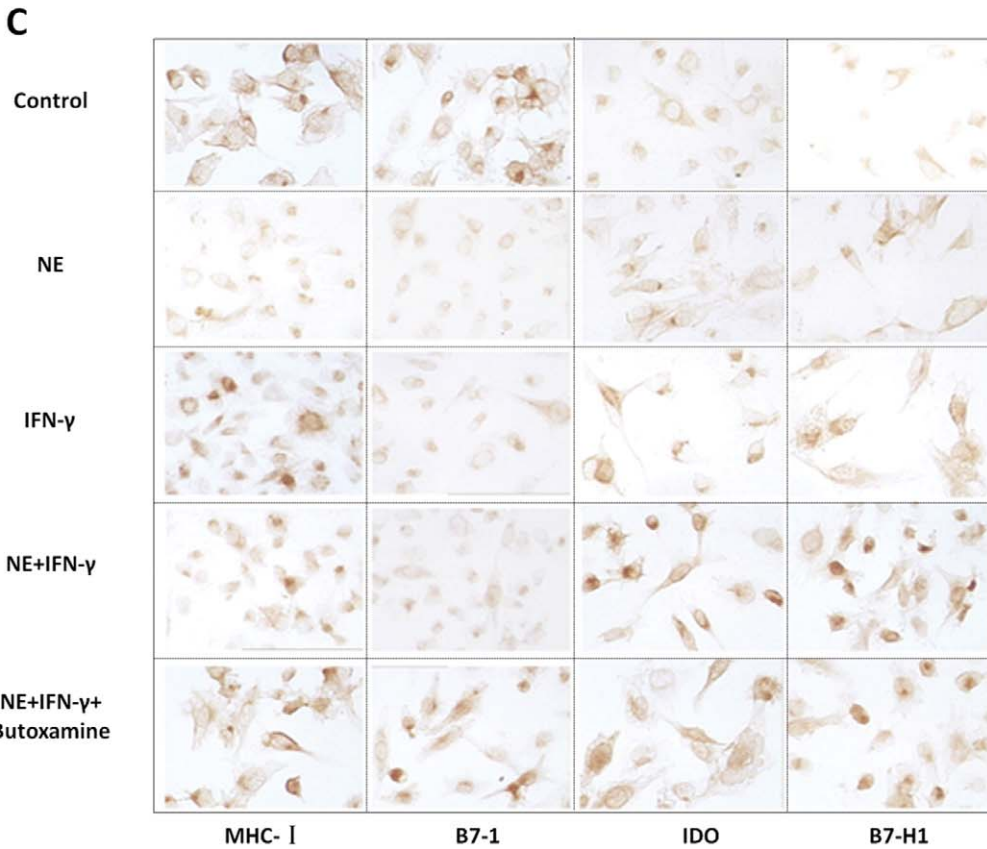 C
Control
NE
IFN-γ
NE+IFN-γ
NE+IFN-γ+
Butoxamine
MHC- Ⅰ
B7-1
IDO
B7-H1